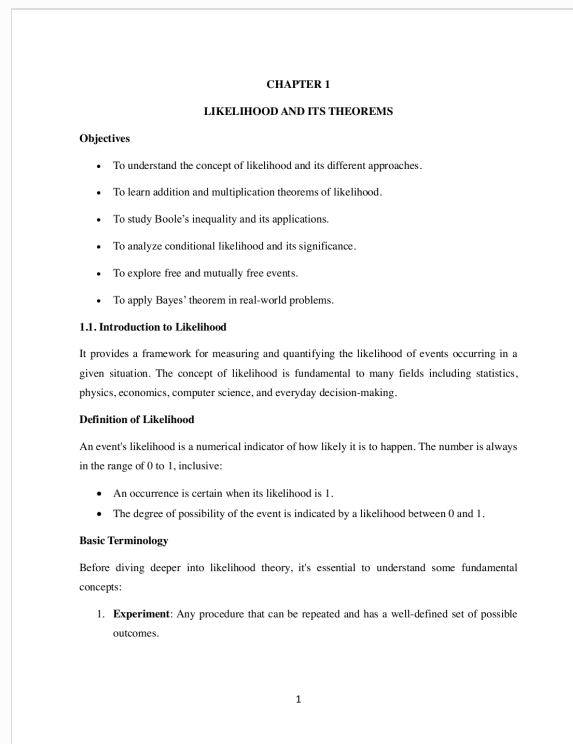 CHAPTER 1
LIKELIHOOD AND ITS THEOREMS
Objectives
• To understand the concept of likelihood and its different approaches.
• To learn addition and multiplication theorems of likelihood.
• To study Boole's inequality and its applications.
• To analyze conditional likelihood and its significance.
• To explore free and mutually free events.
• To apply Bayes' theorem in real-world problems.
1.1. Introduction to Likelihood
It provides a framework for measuring and quantifying the likelihood of events occurring in a
given situation. The concept of likelihood is fundamental to many fields including statistics,
physics, economics, computer science, and everyday decision-making.
Definition of Likelihood
An event's likelihood is a numerical indicator of how likely it is to happen. The number is always
in the range of 0 to 1, inclusive:
• An occurrence is certain when its likelihood is 1.
• The degree of possibility of the event is indicated by a likelihood between 0 and 1.
Basic Terminology
Before diving deeper into likelihood theory, it's essential to understand some fundamental
concepts:
1. Experiment: Any procedure that can be repeated and has a well-defined set of possible
outcomes.
1